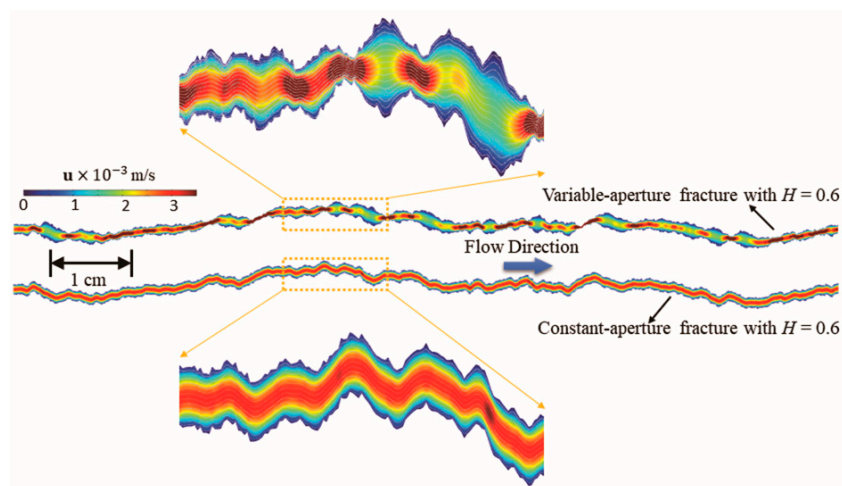 u × 10⁻³ m/s
0 1 2 3
Variable-aperture fracture with H = 0.6
Flow Direction
1 cm
Constant-aperture fracture with H = 0.6